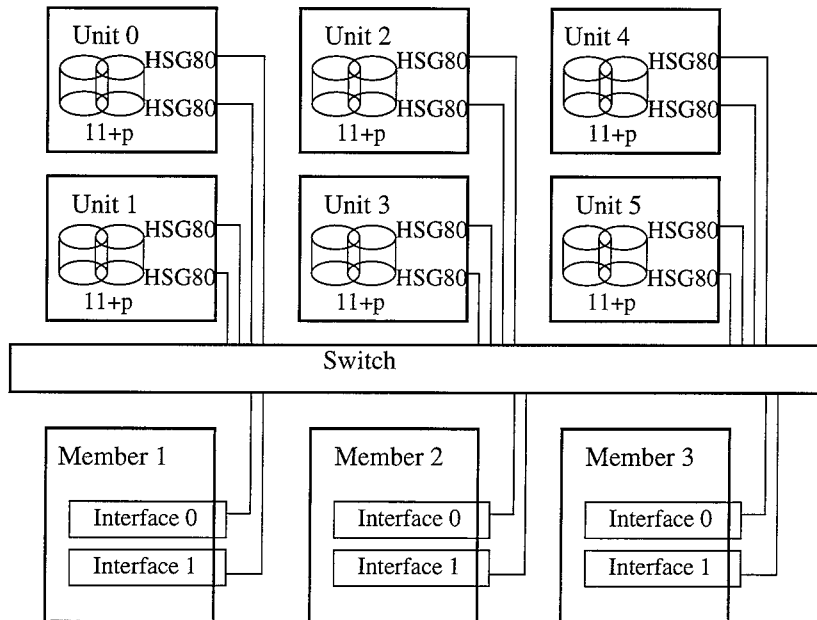 Unit 0
HSG80
HSG80
11+p
Unit 2
HSG80
HSG80
11+p
Unit 4
HSG80
HSG80
11+p
Unit 1
HSG80
HSG80
11+p
Unit 3
HSG80
HSG80
11+p
Unit 5
HSG80
HSG80
11+p
Switch
Member 1
Interface 0
Interface 1
Member 2
Interface 0
Interface 1
Member 3
Interface 0
Interface 1